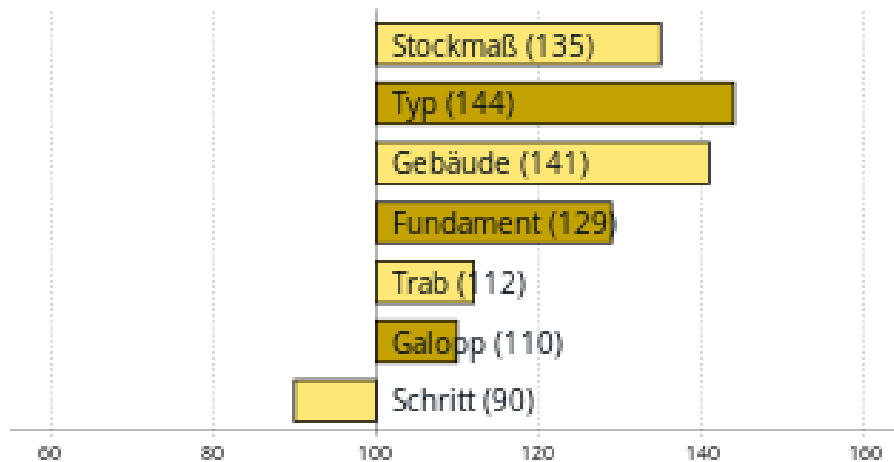 Stockmaß (135)
Typ (144)
Gebäude (141)
Fundament (129)
Trab (112)
Galopp (110)
Schritt (90)
60 80 100 120 140 160